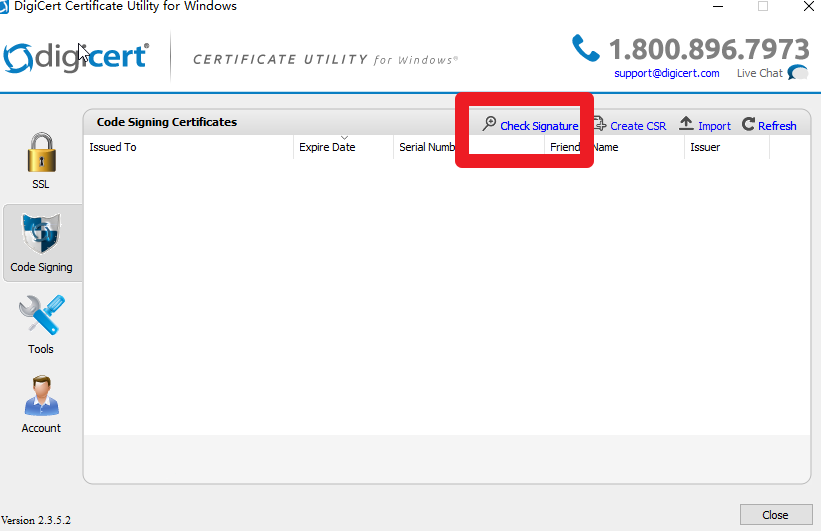 DigiCert Certificate Utility for Windows
digicert®
CERTIFICATE UTILITY for Windows®
1.800.896.7973
support@digicert.com Live Chat
Code Signing Certificates
Check Signature Create CSR Import Refresh
Issued To Expire Date Serial Numb Friend Name Issuer
SSL
Code Signing
Tools
Account
Version 2.3.5.2
Close